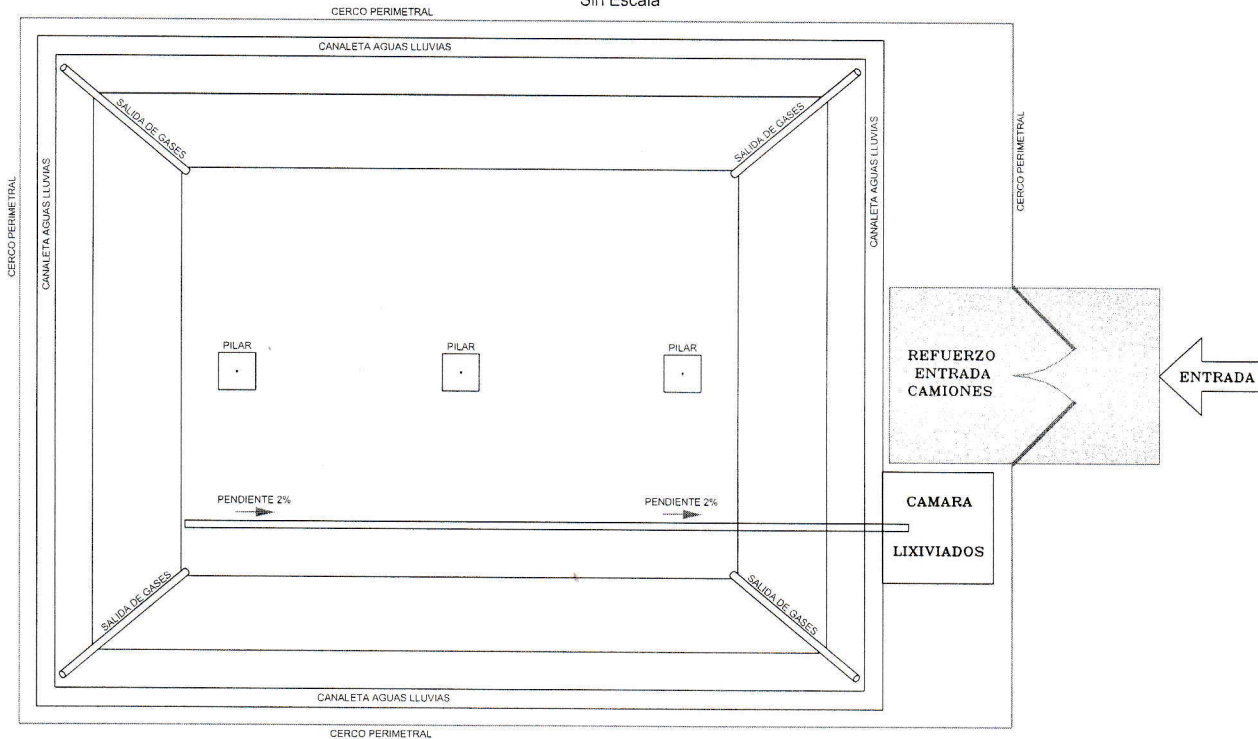 Sin Escala
CERCO PERIMETRAL
CANALETA AGUAS LLUVIAS
SALIDA DE GASES
SALIDA DE GASES
CERCO PERIMETRAL
CANALETA AGUAS LLUVIAS
CANALETA AGUAS LLUVIAS
CERCO PERIMETRAL
PILAR
PILAR
PILAR
REFUERZO
ENTRADA
CAMIONES
ENTRADA
PENDIENTE 2%
PENDIENTE 2%
CAMARA
LIXIVIADOS
SALIDA DE GASES
SALIDA DE GASES
CANALETA AGUAS LLUVIAS
CERCO PERIMETRAL